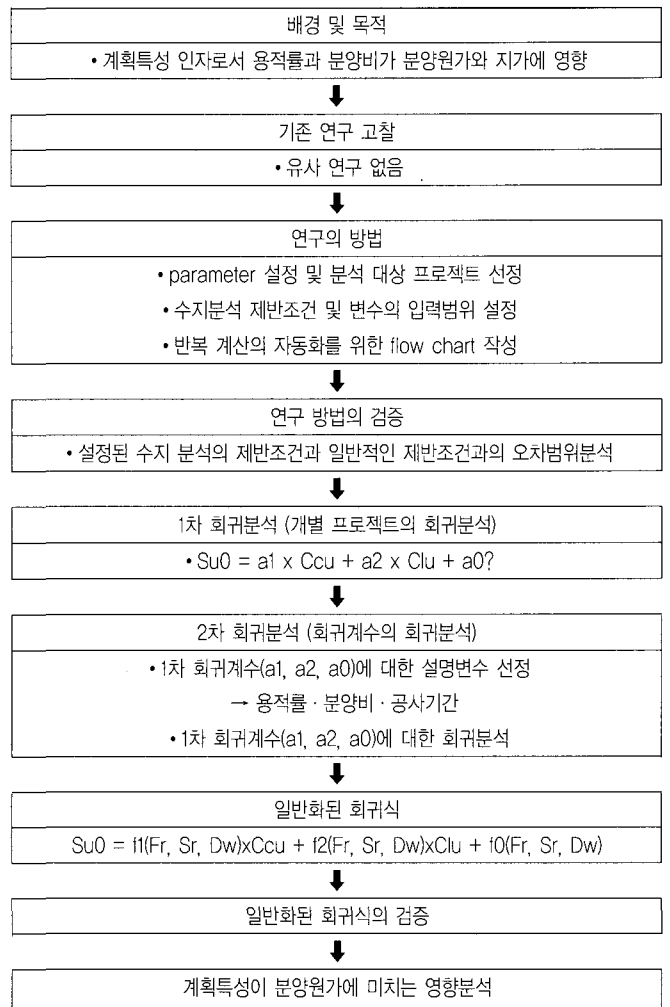 배경 및 목적
• 계획특성 인자로서 용적률과 분양비가 분양원가와 지가에 영향
기존 연구 고찰
• 유사 연구 없음
연구의 방법
• parameter 설정 및 분석 대상 프로젝트 선정
• 수지분석 제반조건 및 변수의 입력범위 설정
• 반복 계산의 자동화를 위한 flow chart 작성
연구 방법의 검증
• 설정된 수지 분석의 제반조건과 일반적인 제반조건과의 오차범위분석
1차 회귀분석 (개별 프로젝트의 회귀분석)
• Su0 = a1 x Ccu + a2 x Clu + a0?
2차 회귀분석 (회귀계수의 회귀분석)
• 1차 회귀계수(a1, a2, a0)에 대한 설명변수 선정
→ 용적률 · 분양비 · 공사기간
• 1차 회귀계수(a1, a2, a0)에 대한 회귀분석
일반화된 회귀식
Su0 = f1(Fr, Sr, Dw)xCcu + f2(Fr, Sr, Dw)xClu + f0(Fr, Sr, Dw)
일반화된 회귀식의 검증
계획특성이 분양원가에 미치는 영향분석